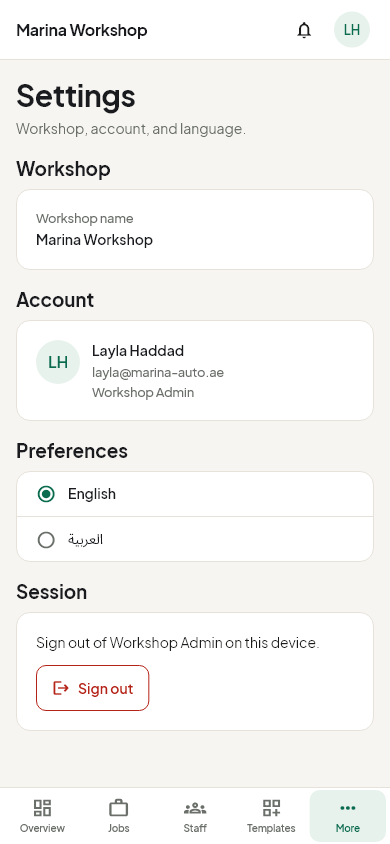 Marina Workshop
LH
Settings
Workshop, account, and language.
Workshop
Workshop name
Marina Workshop
Account
LH
Layla Haddad
layla@marina-auto.ae
Workshop Admin
Preferences
English
العربية
Session
Sign out of Workshop Admin on this device.
Sign out
Overview
Jobs
Staff
Templates
More